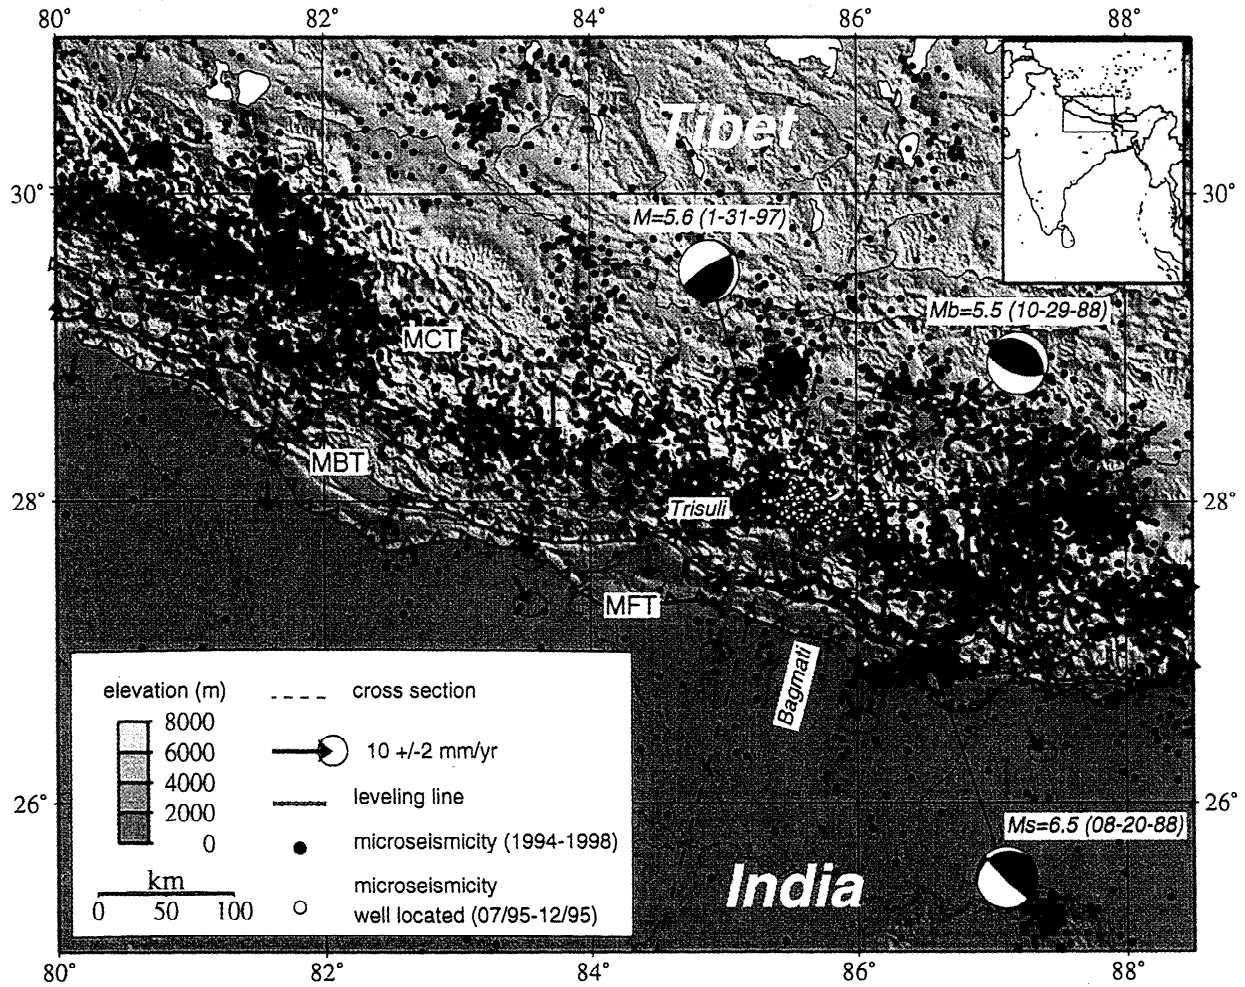 80° 82° 84° 86° 88°
Tibet
30° 30°
M=5.6 (1-31-97)
Mb=5.5 (10-29-88)
MCT
MBT
28° Trisuli 28°
MFT
Bagmati
elevation (m)
8000
6000
4000
2000
0
km
0 50 100
cross section
10 +/-2 mm/yr
leveling line
microseismicity (1994-1998)
microseismicity
well located (07/95-12/95)
26° 26°
Ms=6.5 (08-20-88)
India
80° 82° 84° 86° 88°